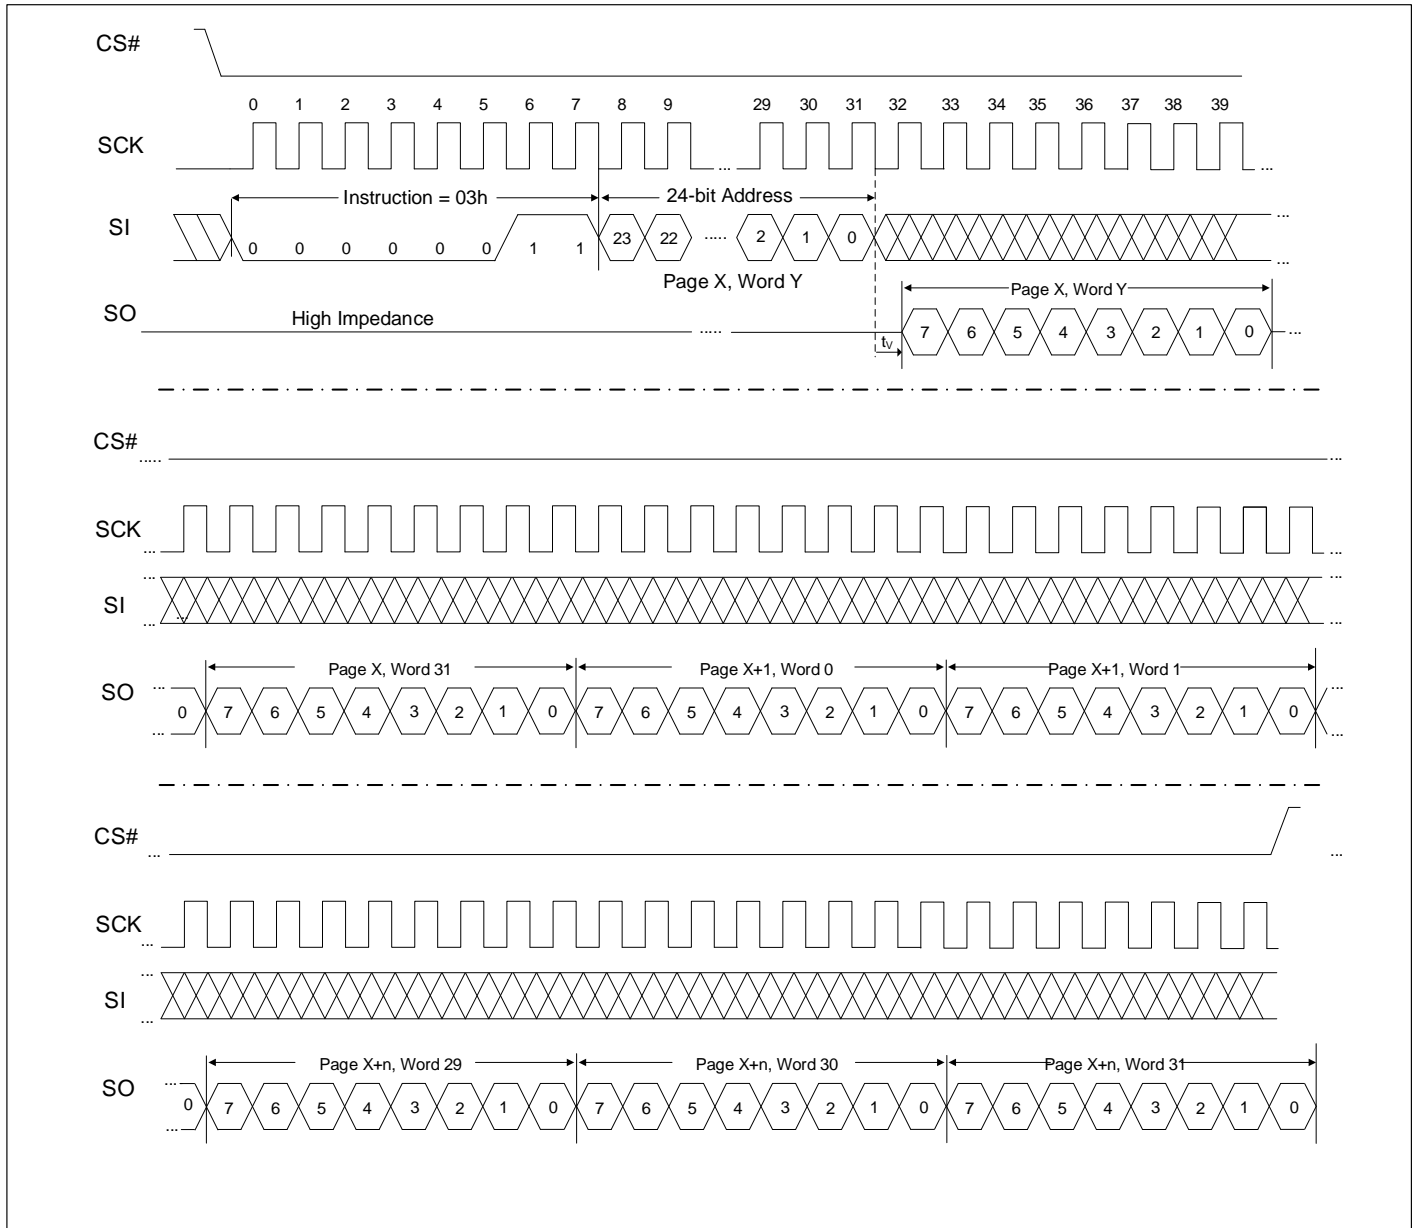 CS#
0 1 2 3 4 5 6 7 8 9 29 30 31 32 33 34 35 36 37 38 39
SCK ... ...
Instruction = 03h 24-bit Address
SI 0 0 0 0 0 0 1 1 23 22 ..... 2 1 0 ... ...
Page X, Word Y
Page X, Word Y
SO High Impedance ..... tV 7 6 5 4 3 2 1 0 ...
CS# ..... ...
SCK ... ...
SI ... ... ... ... ...
Page X, Word 31 Page X+1, Word 0 Page X+1, Word 1
SO ... ... 0 7 6 5 4 3 2 1 0 7 6 5 4 3 2 1 0 7 6 5 4 3 2 1 0 ... ...
CS# ... ...
SCK ...
SI ... ...
Page X+n, Word 29 Page X+n, Word 30 Page X+n, Word 31
SO ... ... 0 7 6 5 4 3 2 1 0 7 6 5 4 3 2 1 0 7 6 5 4 3 2 1 0